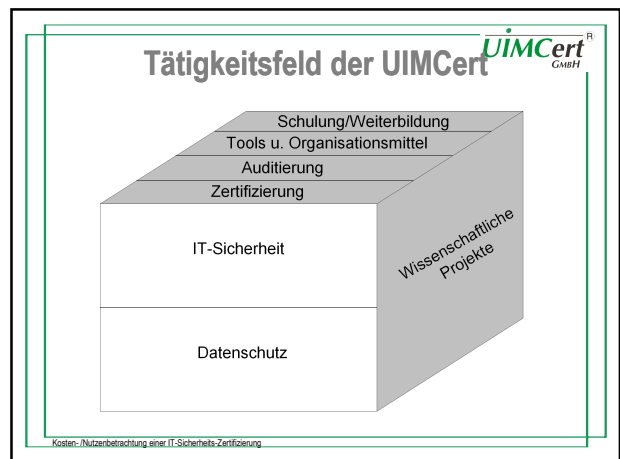 UIMCert ®
GMBH
Tätigkeitsfeld der UIMCert
Schulung/Weiterbildung
Tools u. Organisationsmittel
Auditierung
Zertifizierung
IT-Sicherheit
Wissenschaftliche
Projekte
Datenschutz
Kosten- /Nutzenbetrachtung einer IT-Sicherheits-Zertifizierung